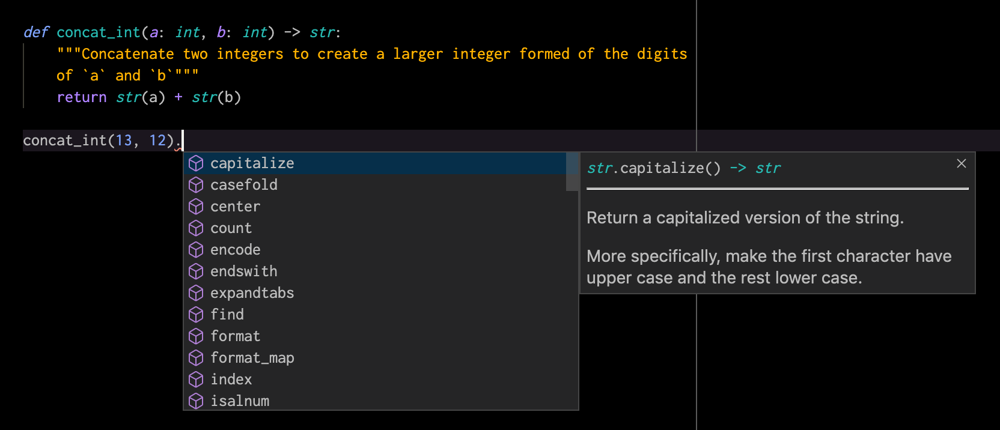 def concat_int(a: int, b: int) -> str:
"""Concatenate two integers to create a larger integer formed of the digits
of `a` and `b`"""
return str(a) + str(b)
concat_int(13, 12).
capitalize
casefold
center
count
encode
endswith
expandtabs
find
format
format_map
index
isalnum
str.capitalize() -> str
Return a capitalized version of the string.
More specifically, make the first character have
upper case and the rest lower case.